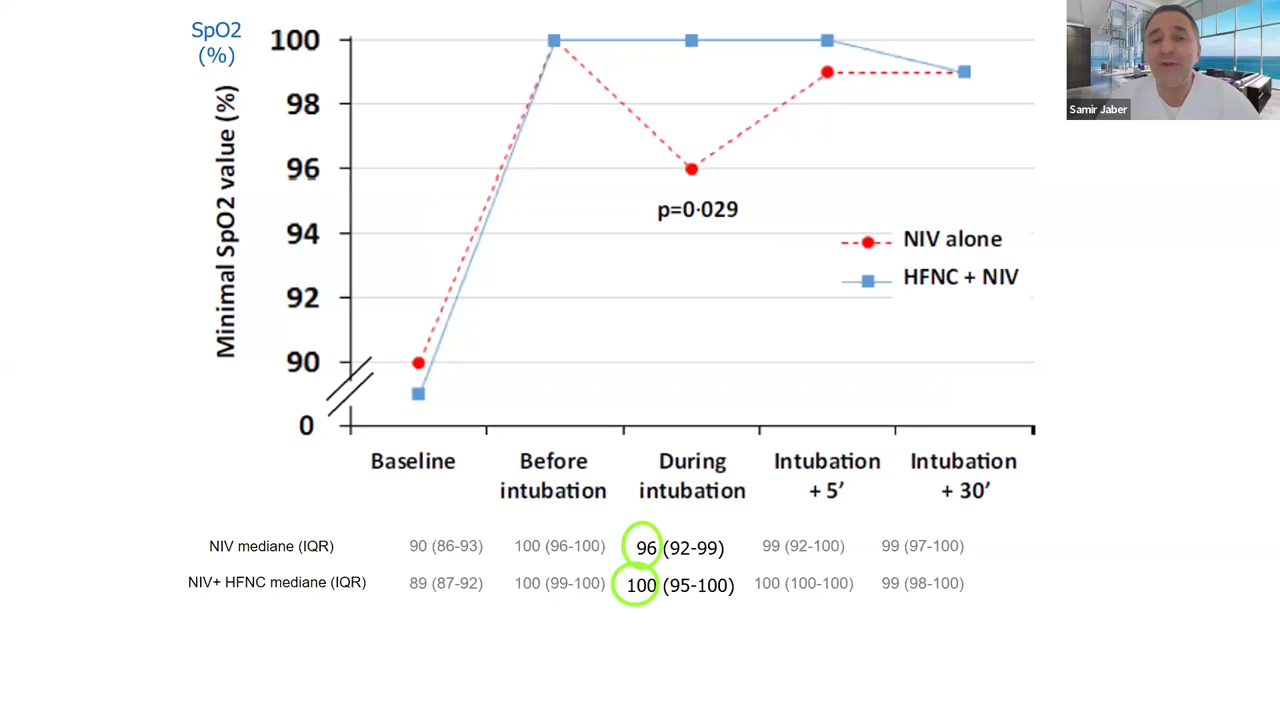 SpO2
(%)
Minimal SpO2 value (%)
100
98
96
94
92
90
0
p=0·029
NIV alone
HFNC + NIV
Baseline
Before
intubation
During
intubation
Intubation
+ 5’
Intubation
+ 30’
NIV mediane (IQR) 90 (86-93) 100 (96-100) 96 (92-99) 99 (92-100) 99 (97-100)
NIV+ HFNC mediane (IQR) 89 (87-92) 100 (99-100) 100 (95-100) 100 (100-100) 99 (98-100)
Samir Jaber